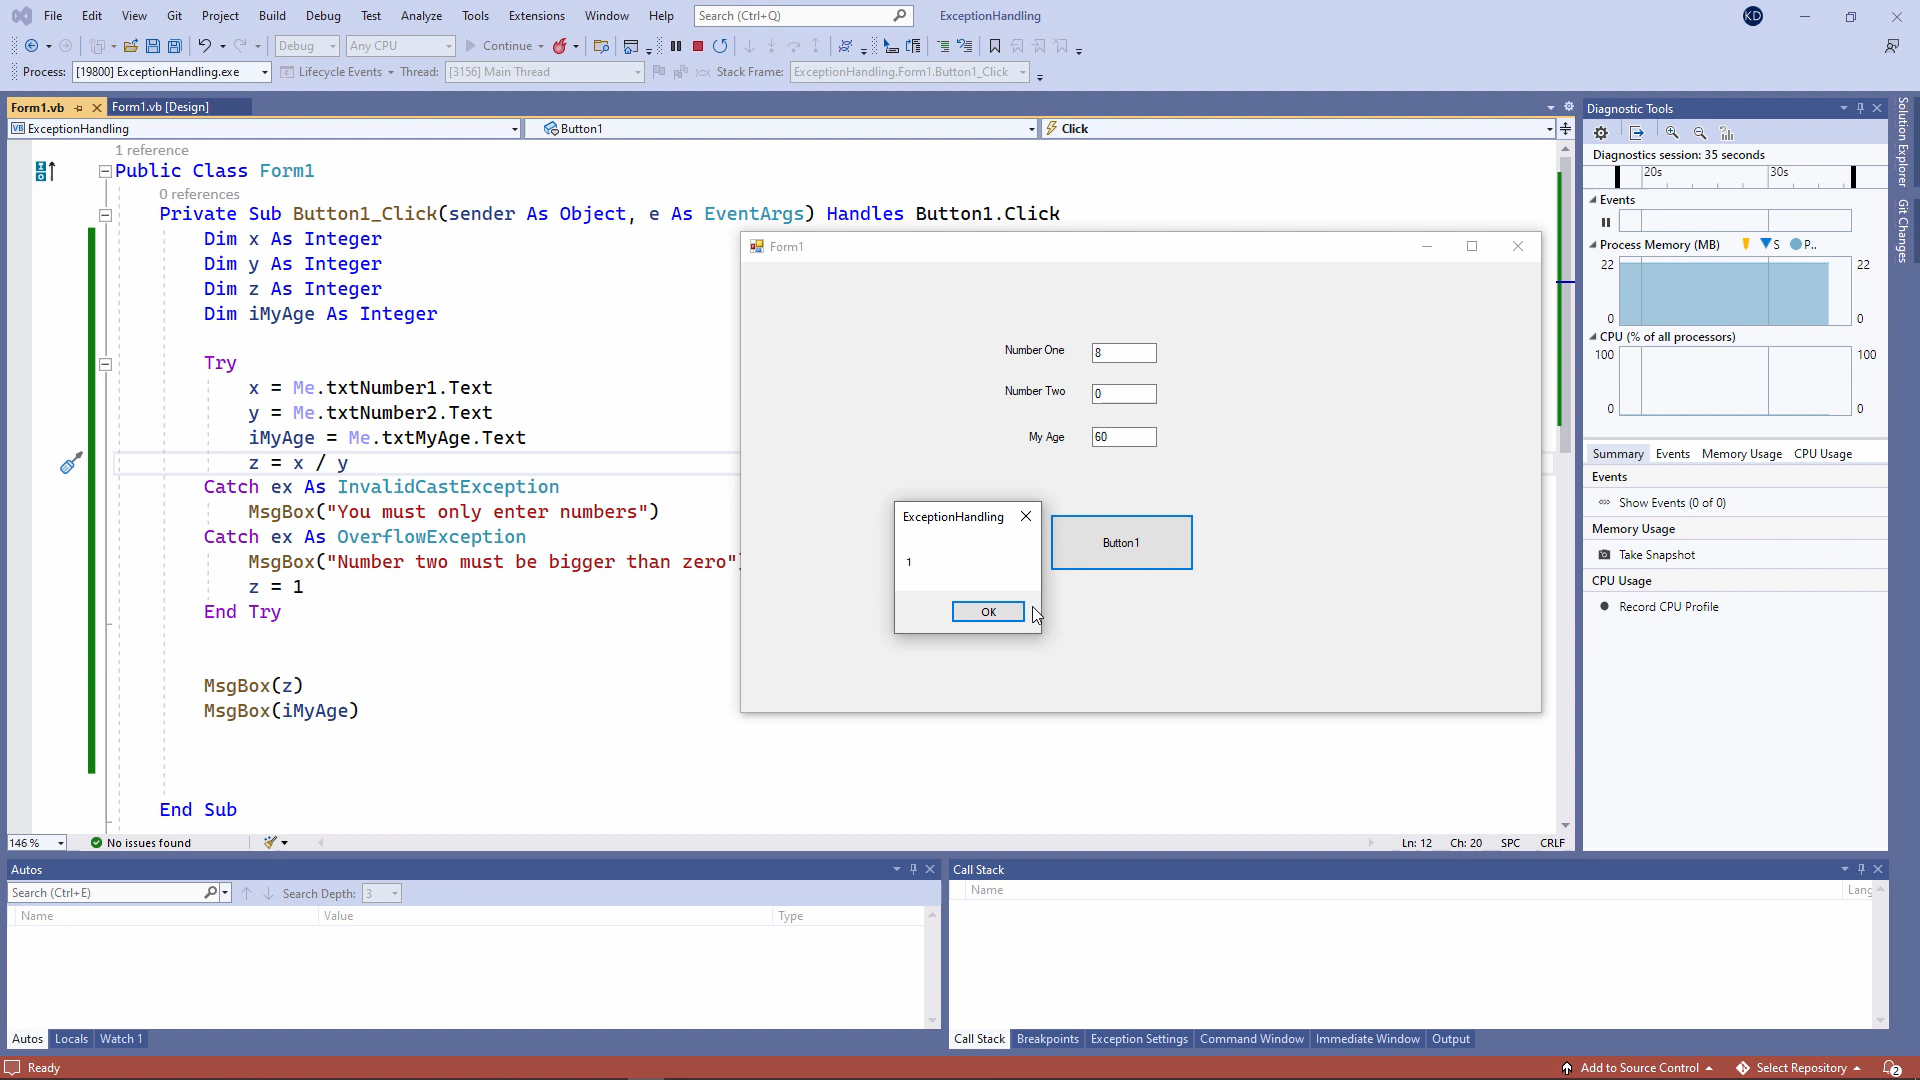 File Edit View Git Project Build Debug Test Analyze Tools Extensions Window Help Search (Ctrl+Q) ExceptionHandling KD
Debug Any CPU Continue
Process: [19800] ExceptionHandling.exe Lifecycle Events Thread: [3156] Main Thread Stack Frame: ExceptionHandling.Form1.Button1_Click
Form1.vb Form1.vb [Design]
VB ExceptionHandling Button1 Click
1 reference
Public Class Form1
0 references
Private Sub Button1_Click(sender As Object, e As EventArgs) Handles Button1.Click
Dim x As Integer
Dim y As Integer
Dim z As Integer
Dim iMyAge As Integer
Try
x = Me.txtNumber1.Text
y = Me.txtNumber2.Text
iMyAge = Me.txtMyAge.Text
z = x / y
Catch ex As InvalidCastException
MsgBox("You must only enter numbers")
Catch ex As OverflowException
MsgBox("Number two must be bigger than zero")
z = 1
End Try
MsgBox(z)
MsgBox(iMyAge)
End Sub
Form1
Number One 8
Number Two 0
My Age 60
ExceptionHandling
1
OK
Button1
146 % No issues found Ln: 12 Ch: 20 SPC CRLF
Diagnostic Tools
Diagnostics session: 35 seconds
20s 30s
Events
Process Memory (MB) S P..
22 22
0 0
CPU (% of all processors)
100 100
0 0
Summary Events Memory Usage CPU Usage
Events
Show Events (0 of 0)
Memory Usage
Take Snapshot
CPU Usage
Record CPU Profile
Solution Explorer
Git Changes
Autos
Search (Ctrl+E) Search Depth: 3
Name Value Type
Autos Locals Watch 1
Call Stack
Name Lang
Call Stack Breakpoints Exception Settings Command Window Immediate Window Output
Ready Add to Source Control Select Repository 2